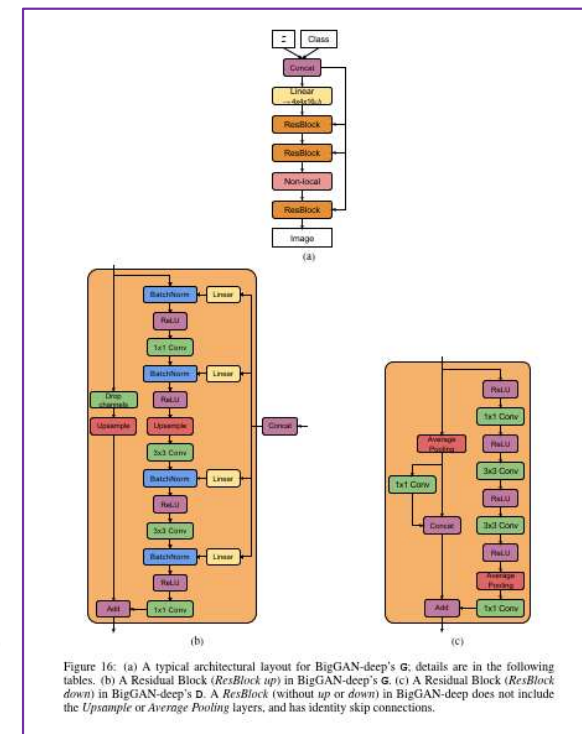 z Class
Concat
Linear
→ 4x4x16ch
ResBlock
ResBlock
Non-local
ResBlock
Image
(a)
BatchNorm Linear
ReLU
1x1 Conv
BatchNorm Linear
Drop channels
ReLU
Upsample Upsample Concat
3x3 Conv
BatchNorm Linear
ReLU
3x3 Conv
BatchNorm Linear
ReLU
Add 1x1 Conv
(b)
ReLU
1x1 Conv
Average Pooling ReLU
1x1 Conv 3x3 Conv
ReLU
Concat 3x3 Conv
ReLU
Average Pooling
Add 1x1 Conv
(c)
Figure 16: (a) A typical architectural layout for BigGAN-deep's G; details are in the following
tables. (b) A Residual Block (ResBlock up) in BigGAN-deep's G. (c) A Residual Block (ResBlock
down) in BigGAN-deep's D. A ResBlock (without up or down) in BigGAN-deep does not include
the Upsample or Average Pooling layers, and has identity skip connections.